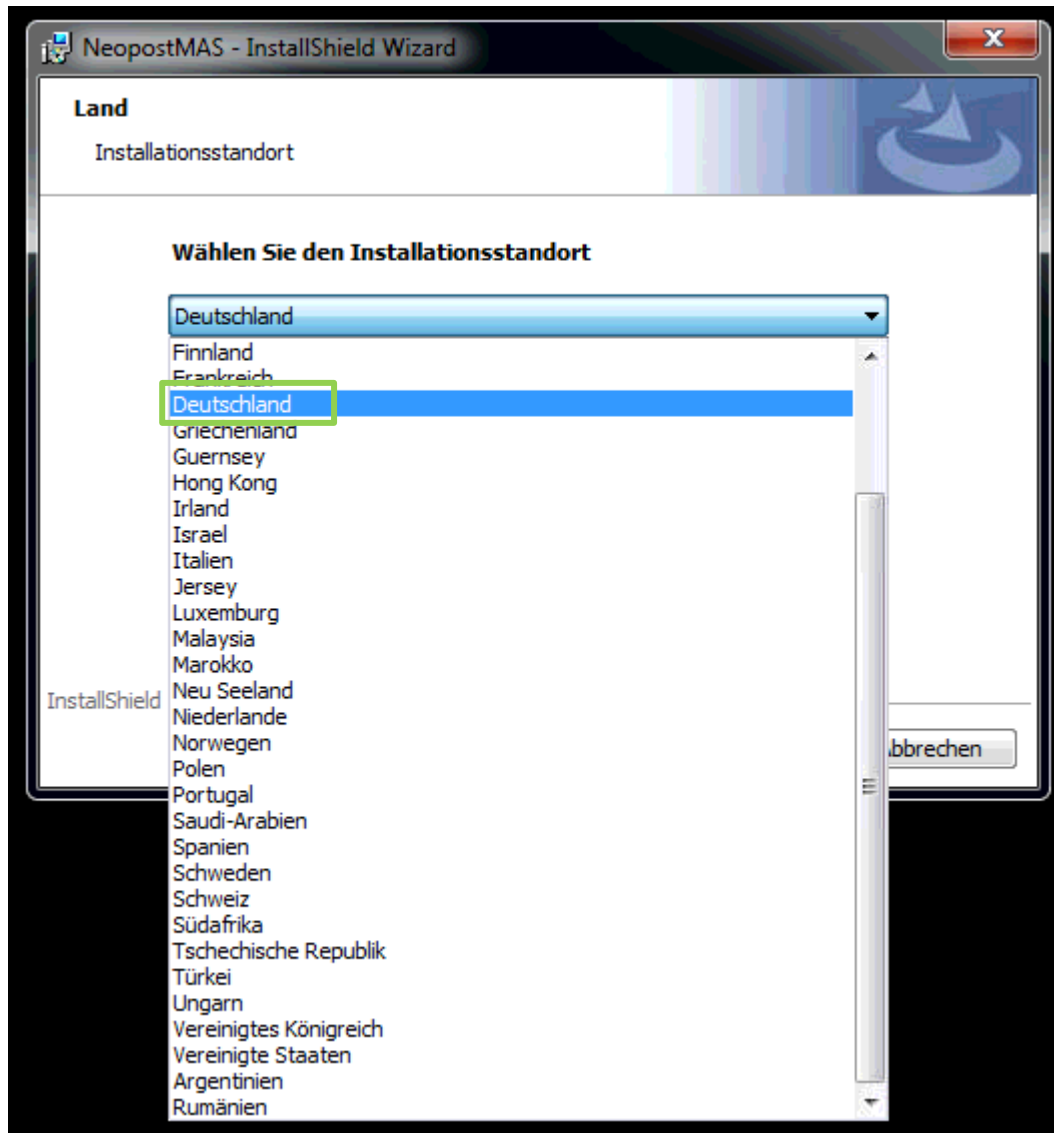 NeopostMAS - InstallShield Wizard
Land
Installationsstandort
Wählen Sie den Installationsstandort
Deutschland
Finnland
Frankreich
Deutschland
Griechenland
Guernsey
Hong Kong
Irland
Israel
Italien
Jersey
Luxemburg
Malaysia
Marokko
InstallShield
Neu Seeland
Niederlande
Norwegen
Abbrechen
Polen
Portugal
Saudi-Arabien
Spanien
Schweden
Schweiz
Südafrika
Tschechische Republik
Türkei
Ungarn
Vereinigtes Königreich
Vereinigte Staaten
Argentinien
Rumänien